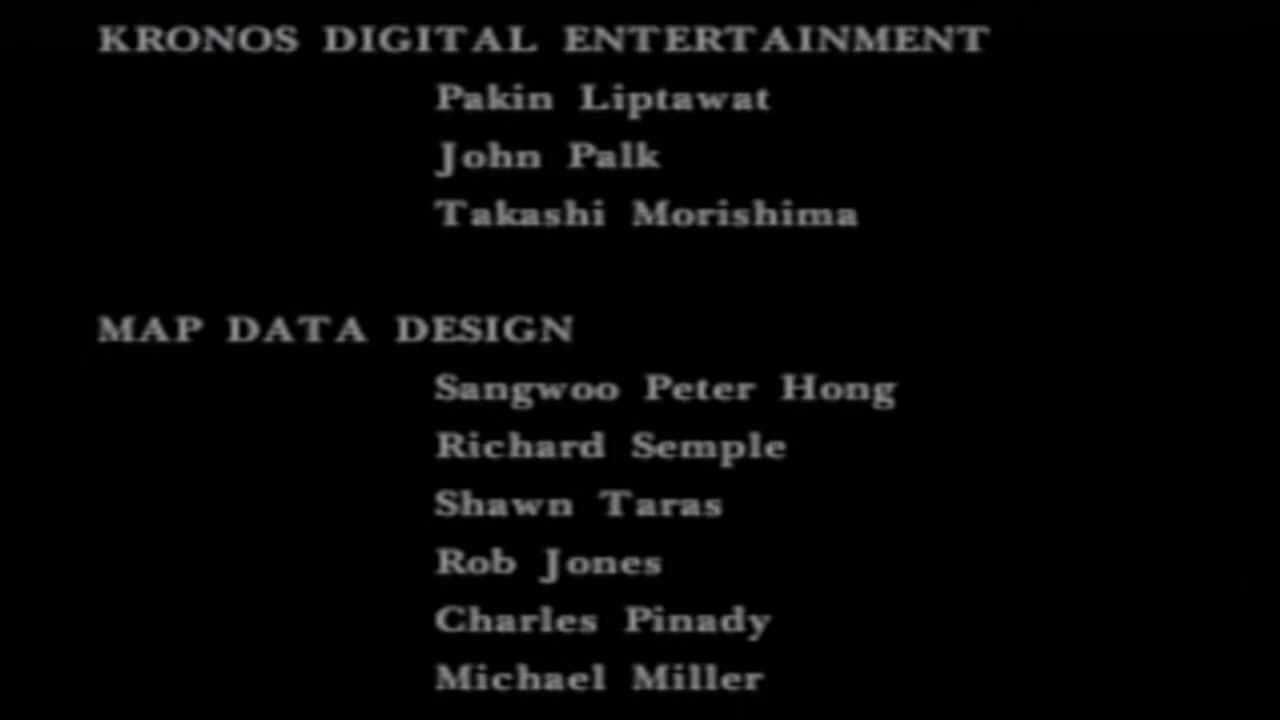 KRONOS DIGITAL ENTERTAINMENT
Pakin Liptawat
John Palk
Takashi Morishima
MAP DATA DESIGN
Sangwoo Peter Hong
Richard Semple
Shawn Taras
Rob Jones
Charles Pinady
Michael Miller